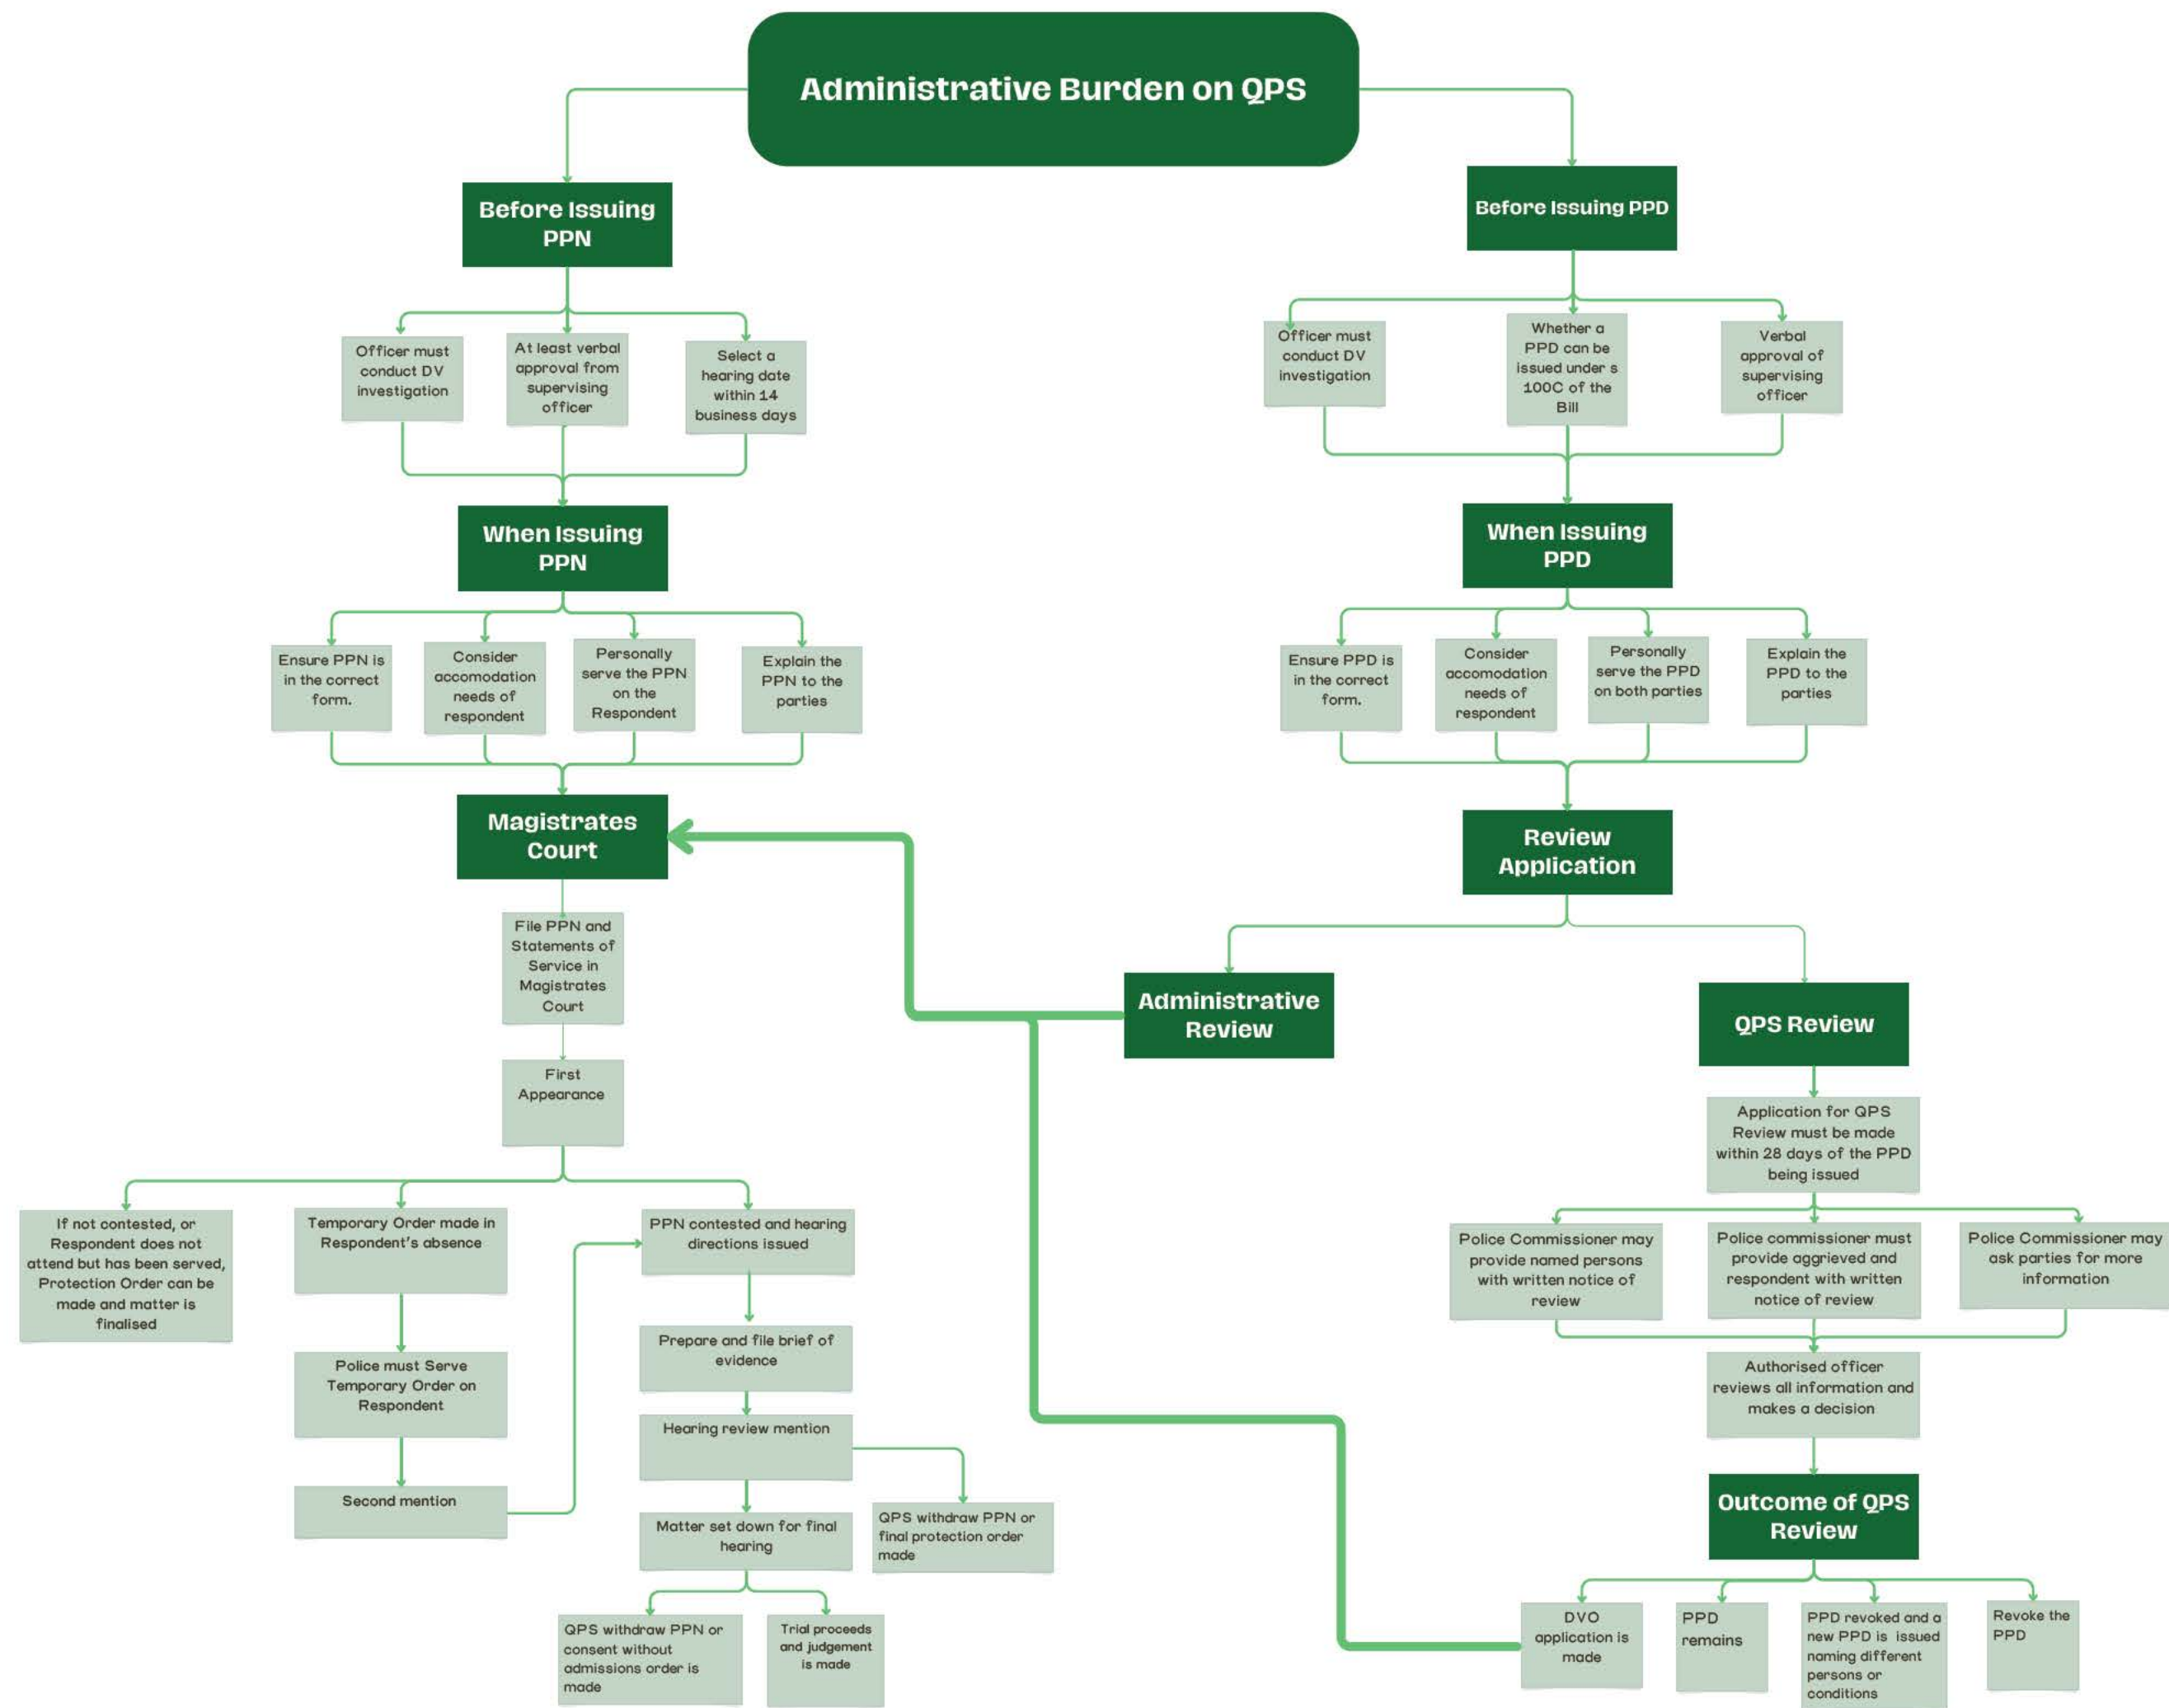 Administrative Burden on QPS
Before Issuing
PPN
Officer must
conduct DV
investigation
At least verbal
approval from
supervising
officer
Select a
hearing date
within 14
business days
When Issuing
PPN
Ensure PPN is
in the correct
form.
Consider
accomodation
needs of
respondent
Personally
serve the PPN
on the
Respondent
Explain the
PPN to the
parties
Magistrates
Court
File PPN and
Statements of
Service in
Magistrates
Court
First
Appearance
If not contested, or
Respondent does not
attend but has been served,
Protection Order can be
made and matter is
finalised
Temporary Order made in
Respondent's absence
Police must Serve
Temporary Order on
Respondent
Second mention
PPN contested and hearing
directions issued
Prepare and file brief of
evidence
Hearing review mention
QPS withdraw PPN or
final protection order
made
Matter set down for final
hearing
QPS withdraw PPN or
consent without
admissions order is
made
Trial proceeds
and judgement
is made
Before Issuing PPD
Officer must
conduct DV
investigation
Whether a
PPD can be
issued under s
100C of the
Bill
Verbal
approval of
supervising
officer
When Issuing
PPD
Ensure PPD is
in the correct
form.
Consider
accomodation
needs of
respondent
Personally
serve the PPD
on both parties
Explain the
PPD to the
parties
Review
Application
Administrative
Review
QPS Review
Application for QPS
Review must be made
within 28 days of the PPD
being issued
Police Commissioner may
provide named persons
with written notice of
review
Police commissioner must
provide aggrieved and
respondent with written
notice of review
Police Commissioner may
ask parties for more
information
Authorised officer
reviews all information and
makes a decision
Outcome of QPS
Review
DVO
application is
made
PPD
remains
PPD revoked and a
new PPD is issued
naming different
persons or
conditions
Revoke the
PPD